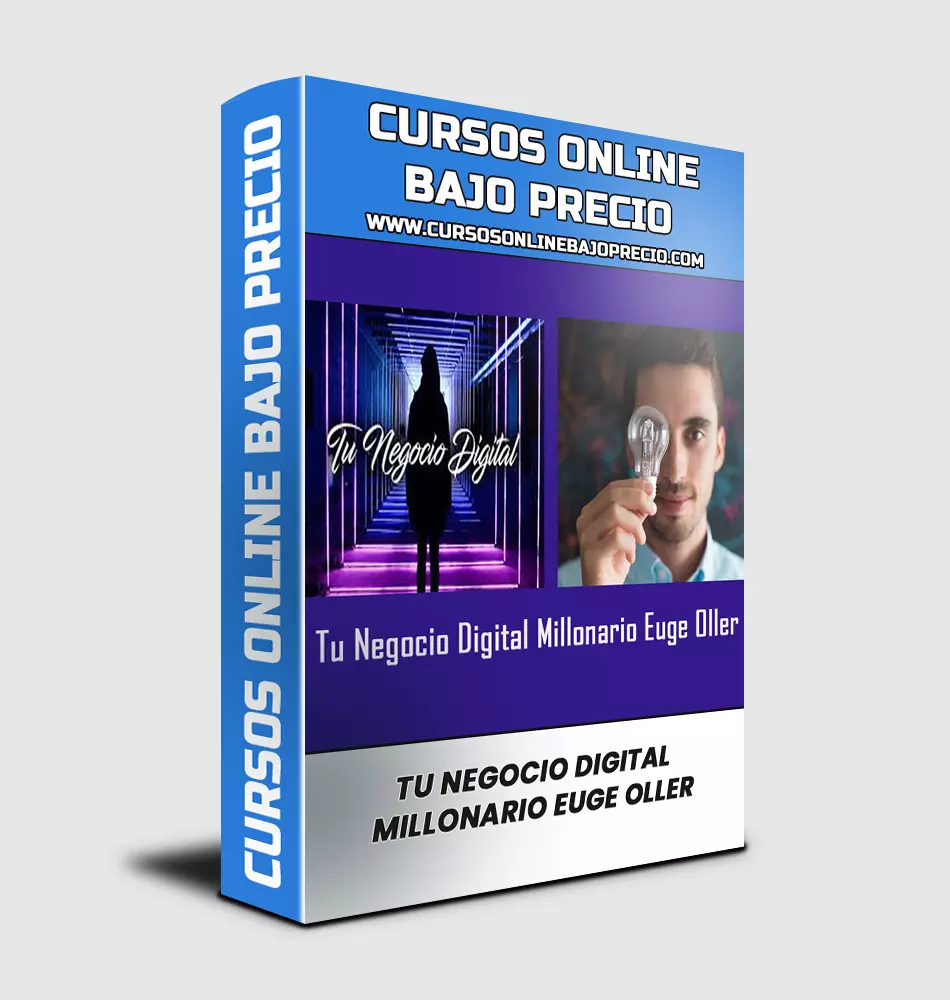 CURSOS ONLINE BAJO PRECIO
CURSOS ONLINE
BAJO PRECIO
WWW.CURSOSONLINEBAJOPRECIO.COM
Tu Negocio Digital
Tu Negocio Digital Millonario Euge Oller
TU NEGOCIO DIGITAL
MILLONARIO EUGE OLLER